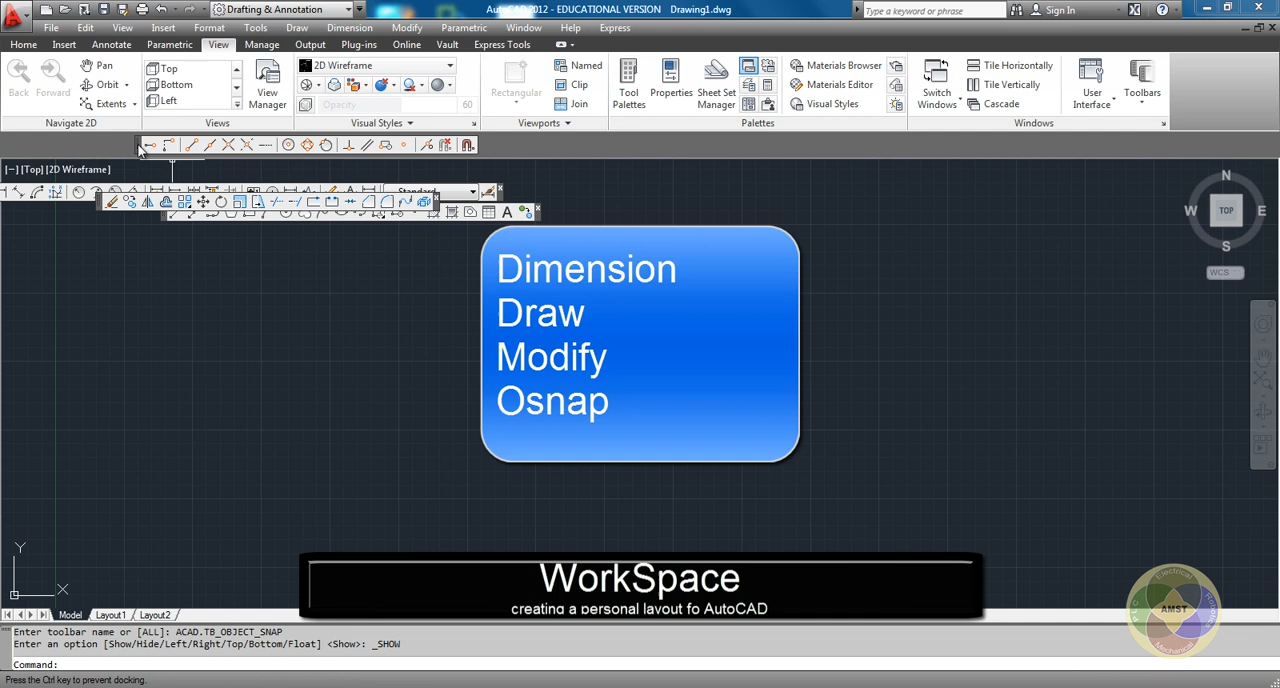 Drafting & Annotation
AutoCAD 2012 - EDUCATIONAL VERSION Drawing1.dwg
Type a keyword or phrase
Sign In
File Edit View Insert Format Tools Draw Dimension Modify Parametric Window Help Express
Home Insert Annotate Parametric View Manage Output Plug-ins Online Vault Express Tools
Back Forward
Pan
Orbit
Extents
Top
Bottom
Left
View Manager
2D Wireframe
Opacity 60
Rectangular
Named
Clip
Join
Tool Palettes
Properties
Sheet Set Manager
Materials Browser
Materials Editor
Visual Styles
Switch Windows
Tile Horizontally
Tile Vertically
Cascade
User Interface
Toolbars
Navigate 2D Views Visual Styles Viewports Palettes Windows
[−][Top][2D Wireframe]
A
N
W TOP E
S
WCS
Dimension
Draw
Modify
Osnap
WorkSpace
creating a personal layout fo AutoCAD
Y
X
Electrical
Robotics
Mechanical
PLC
AMST
Model Layout1 Layout2
Enter toolbar name or [ALL]: ACAD.TB_OBJECT_SNAP
Enter an option [Show/Hide/Left/Right/Top/Bottom/Float] <Show>: _SHOW
Command:
Press the Ctrl key to prevent docking.